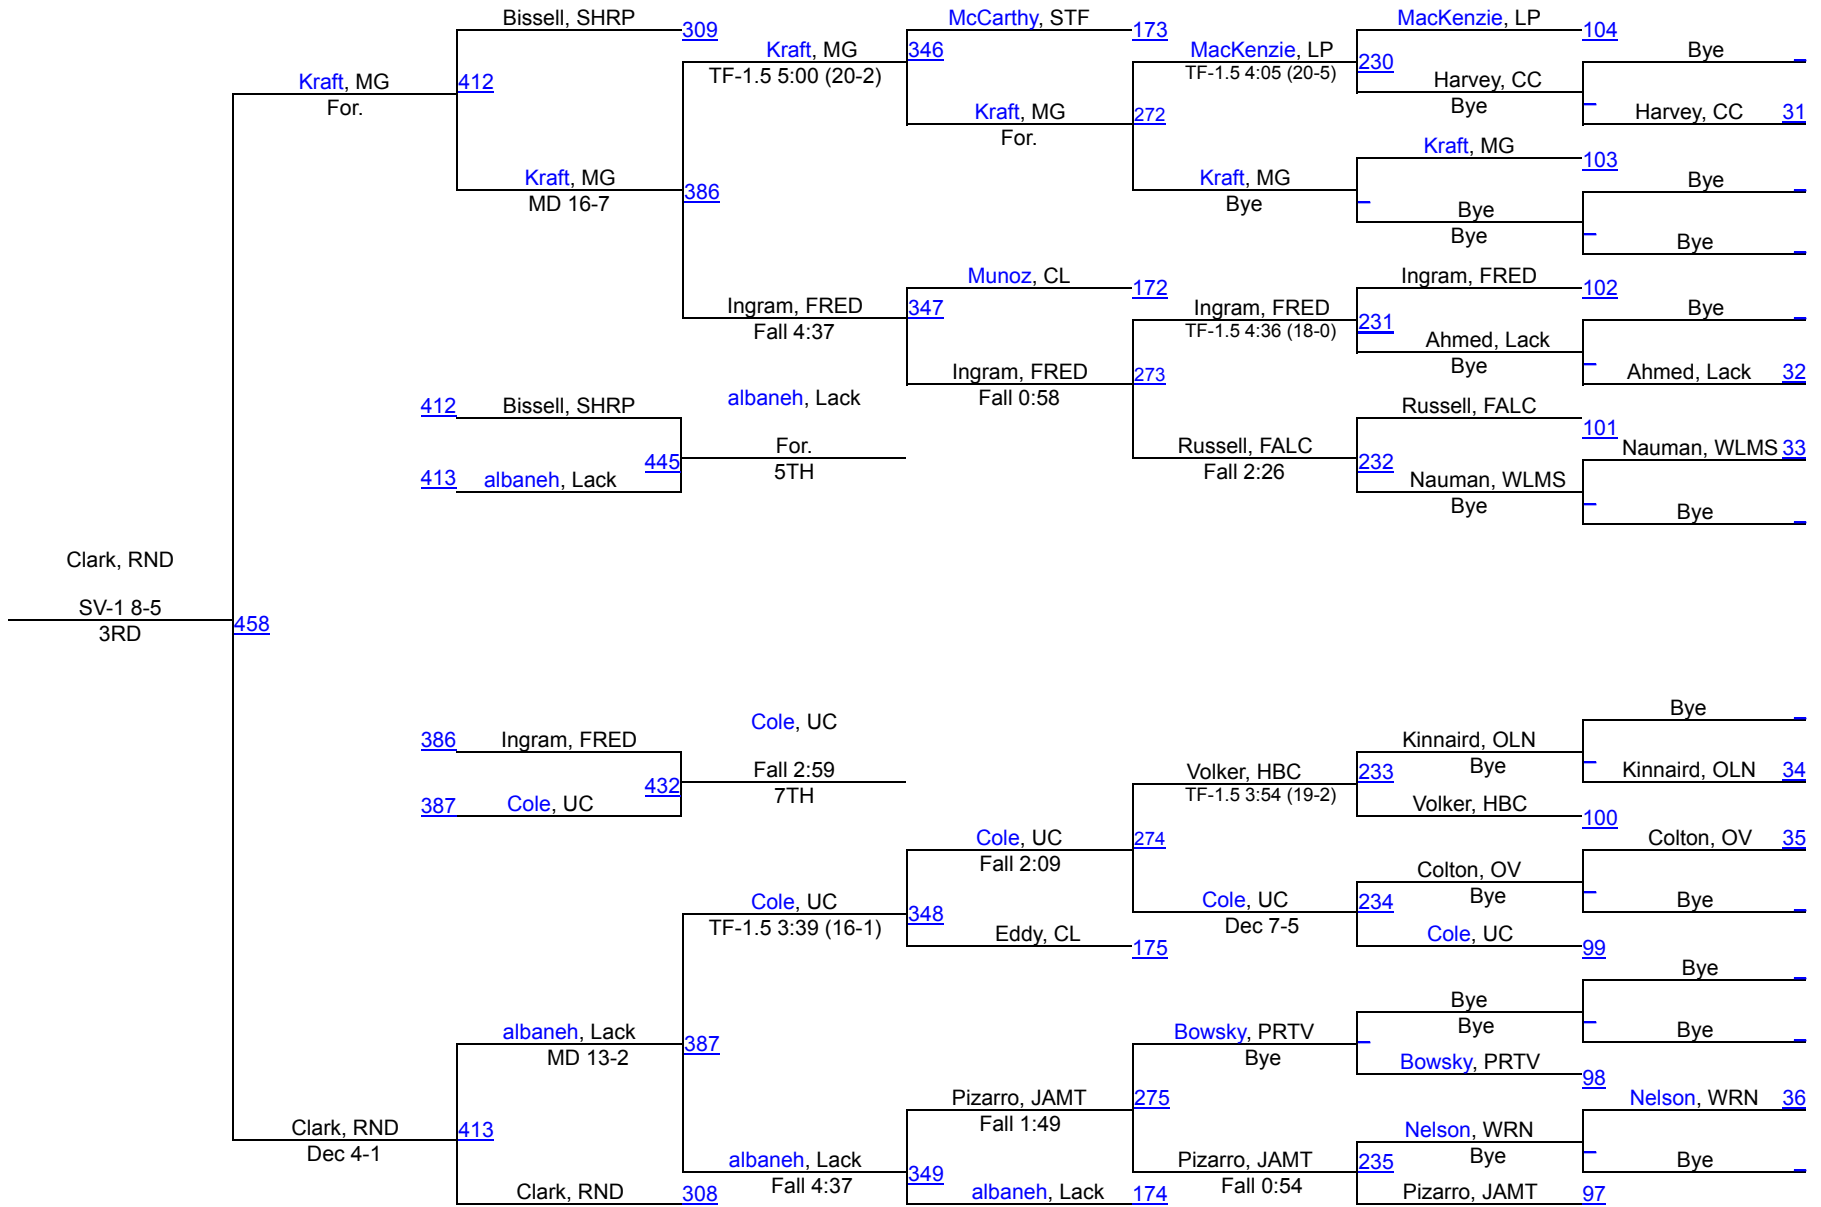 Bissell, SHRP
309
Kraft, MG
For.
412
Kraft, MG
MD 16-7
386
Kraft, MG
TF-1.5 5:00 (20-2)
346
McCarthy, STF
173
Kraft, MG
For.
272
MacKenzie, LP
TF-1.5 4:05 (20-5)
230
MacKenzie, LP
104
Harvey, CC
Bye
Bye
Harvey, CC 31
Kraft, MG
Bye
Kraft, MG
103
Bye
Bye
Bye
Bye
Ingram, FRED
Fall 4:37
347
Munoz, CL
172
Ingram, FRED
Fall 0:58
273
Ingram, FRED
TF-1.5 4:36 (18-0)
231
Ingram, FRED
102
Ahmed, Lack
Bye
Bye
Ahmed, Lack 32
Russell, FALC
Fall 2:26
232
Russell, FALC
101
Nauman, WLMS
Bye
Nauman, WLMS 33
Bye
412 Bissell, SHRP
413 albaneh, Lack
445
albaneh, Lack
For.
5TH
Clark, RND
SV-1 8-5
3RD
458
386 Ingram, FRED
387 Cole, UC
432
Cole, UC
Fall 2:59
7TH
Clark, RND
Dec 4-1
413
albaneh, Lack
MD 13-2
387
Clark, RND 308
Cole, UC
TF-1.5 3:39 (16-1)
348
Cole, UC
Fall 2:09
274
Eddy, CL
175
Volker, HBC
TF-1.5 3:54 (19-2)
233
Kinnaird, OLN
Bye
Bye
Kinnaird, OLN 34
Volker, HBC
100
Cole, UC
Dec 7-5
234
Colton, OV
Bye
Colton, OV 35
Bye
Cole, UC
99
albaneh, Lack
Fall 4:37
349
Pizarro, JAMT
Fall 1:49
275
albaneh, Lack 174
Bowsky, PRTV
Bye
Bye
Bye
Bye
Bye
Bowsky, PRTV
98
Pizarro, JAMT
Fall 0:54
235
Nelson, WRN
Bye
Nelson, WRN 36
Bye
Pizarro, JAMT 97